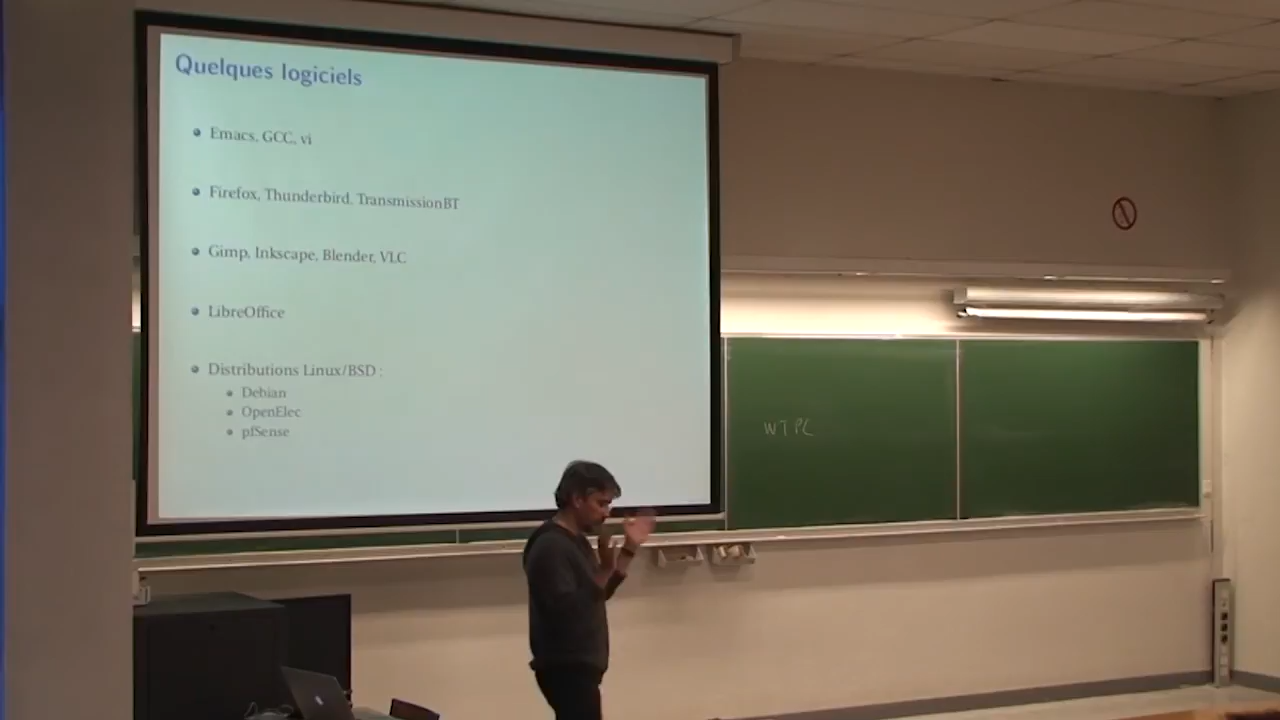 Quelques logiciels
Emacs, GCC, vi
Firefox, Thunderbird, TransmissionBT
Gimp, Inkscape, Blender, VLC
LibreOffice
Distributions Linux/BSD :
Debian
OpenElec
pfSense
WTPL